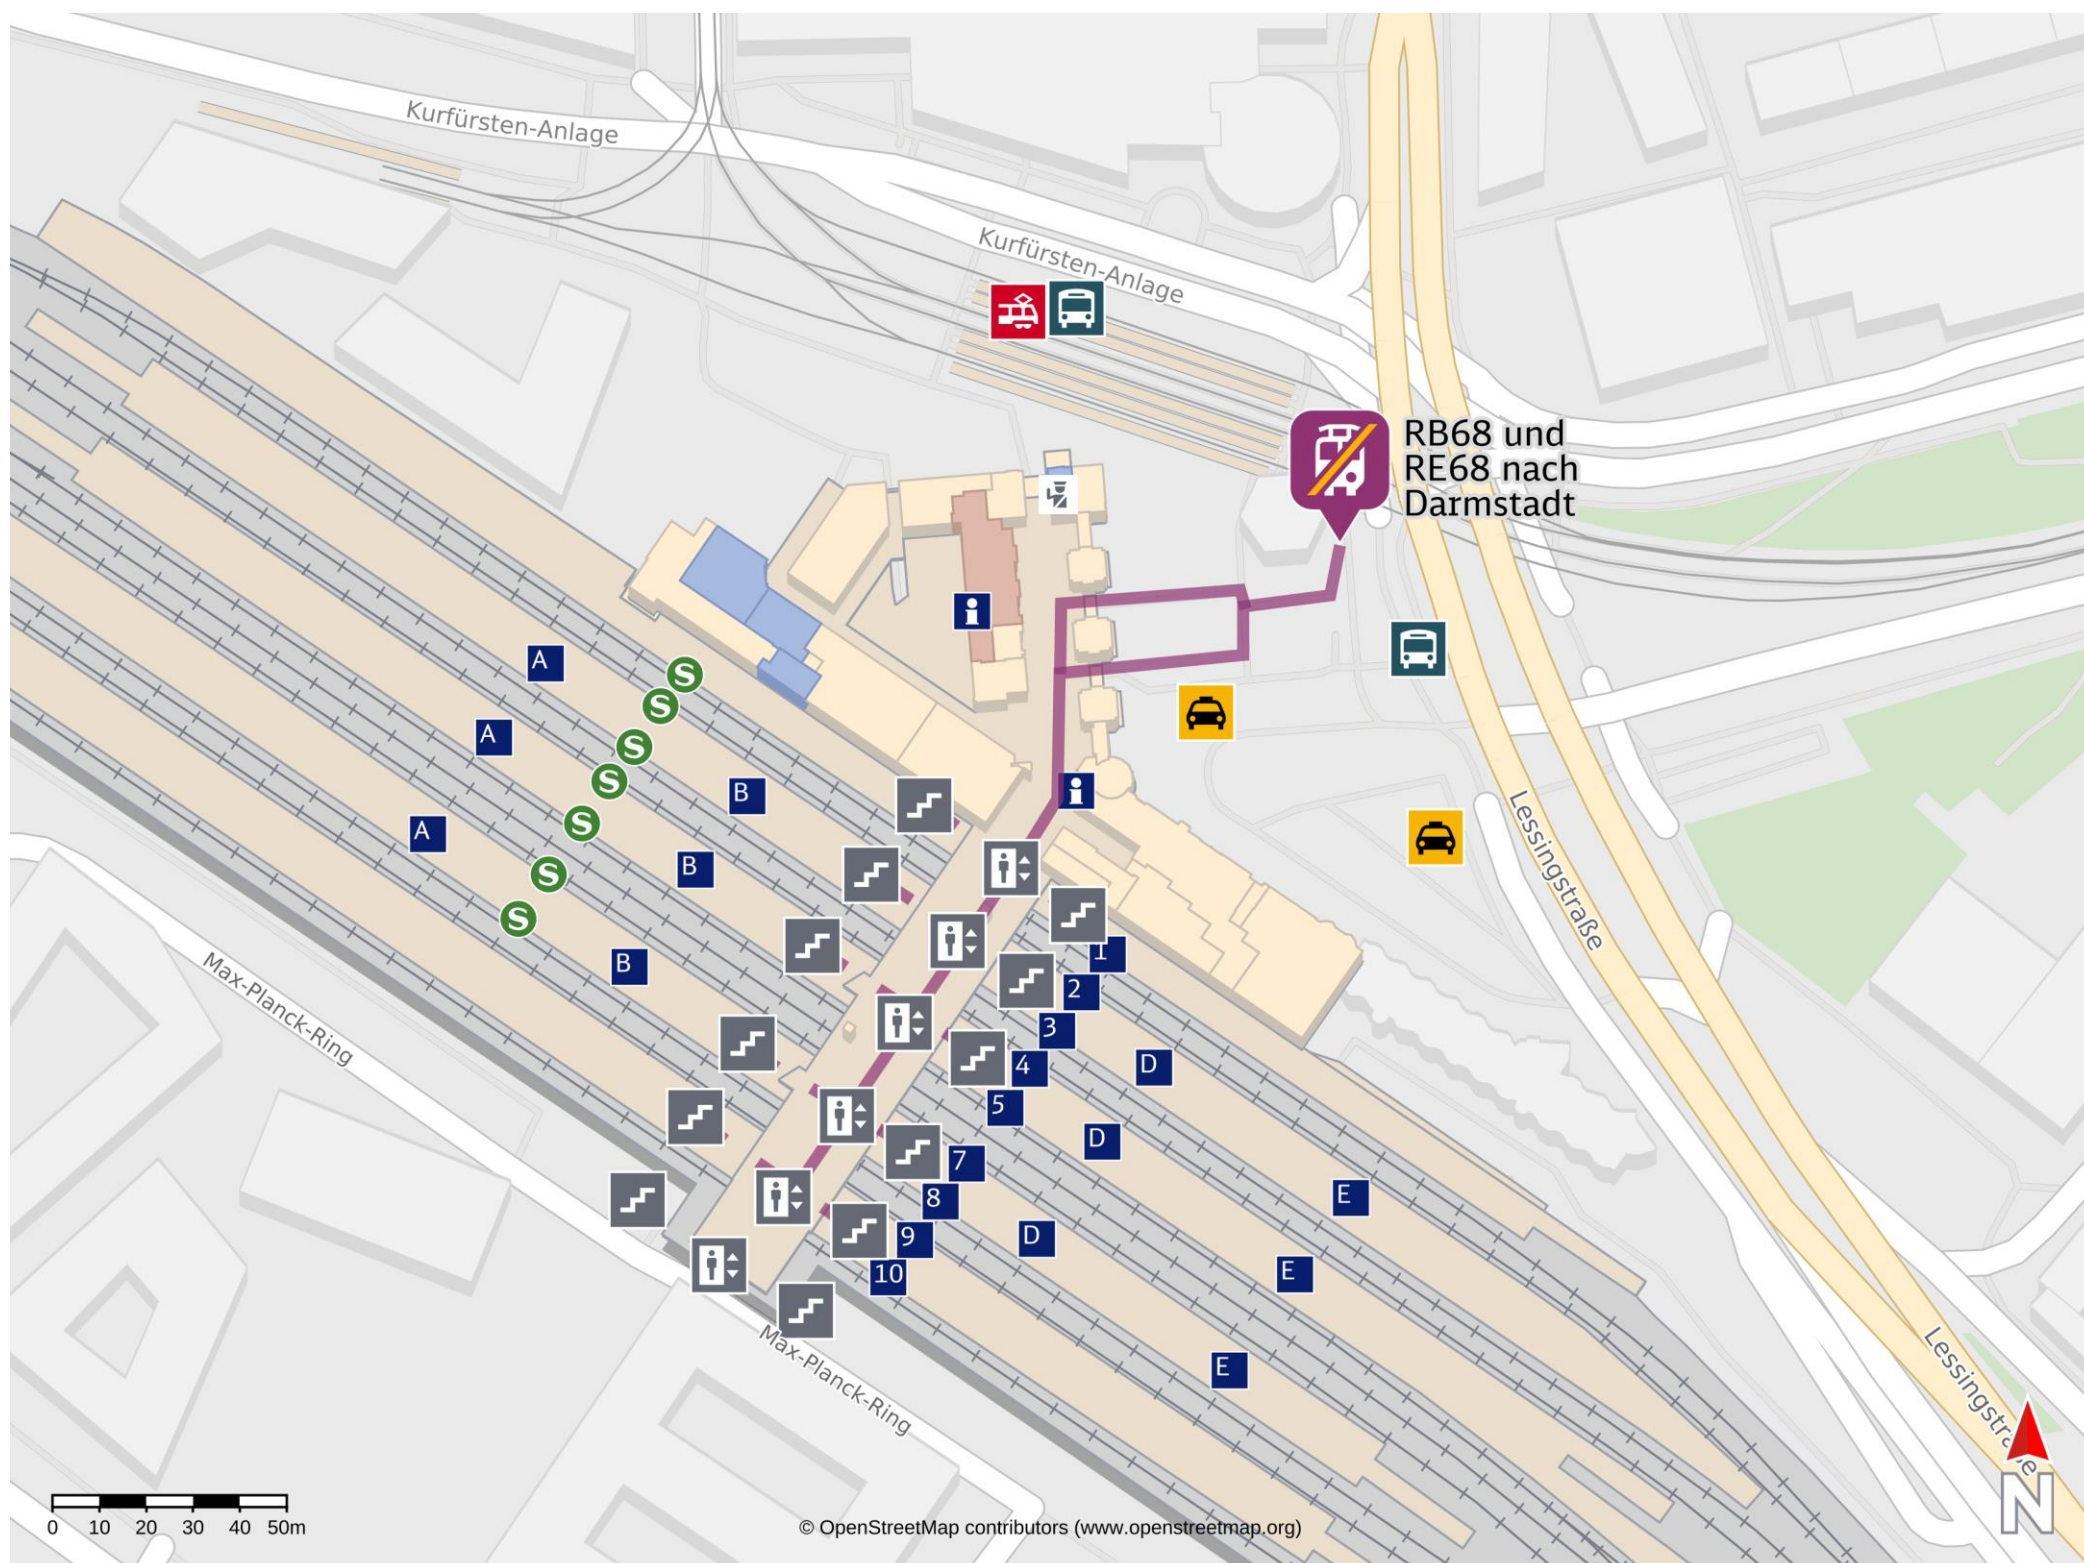 Kurfürsten-Anlage
Kurfürsten-Anlage
RB68 und
RE68 nach
Darmstadt
A
S
S
A
S
S
B
A
S
B
S
S
B
1
2
3
4
D
5
D
7
8
E
9
D
10
E
E
Lessingstraße
Max-Planck-Ring
Max-Planck-Ring
Lessingstraße
N
0 10 20 30 40 50m
© OpenStreetMap contributors (www.openstreetmap.org)